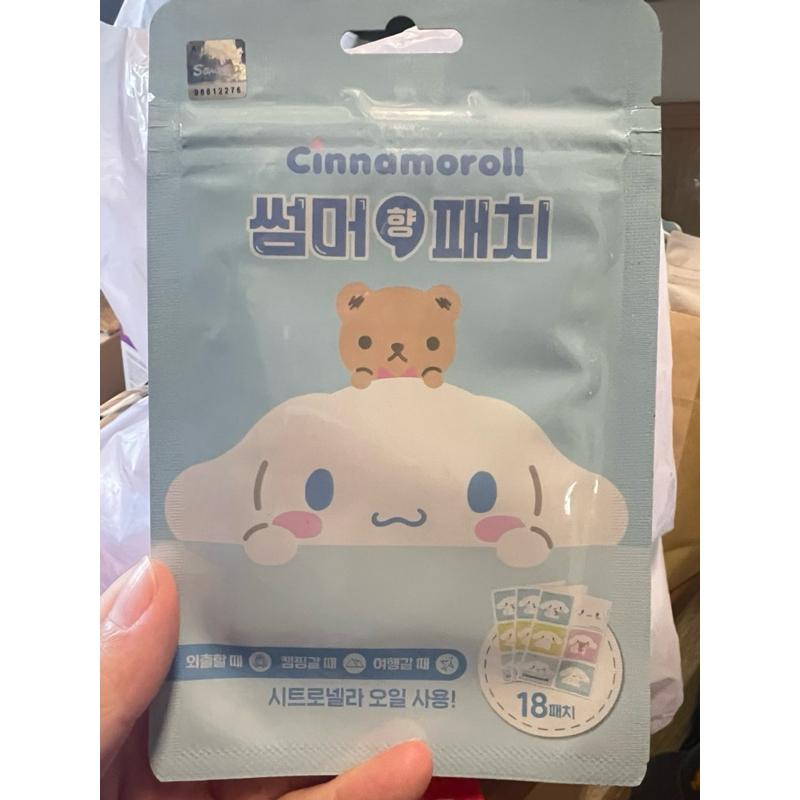 98612276
Cinnamoroll
썸머향패치
외출할 때 캠핑갈 때 여행갈 때
시트로넬라 오일 사용!
18패치